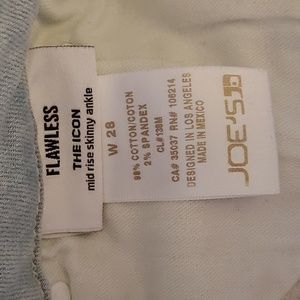 FLAWLESS
THE ICON
mid rise skinny ankle
W 28
98% COTTON/COTON
2% SPANDEX
CL#138M
CA# 35037 RN# 106214
DESIGNED IN LOS ANGELES
MADE IN MEXICO
JOE'S